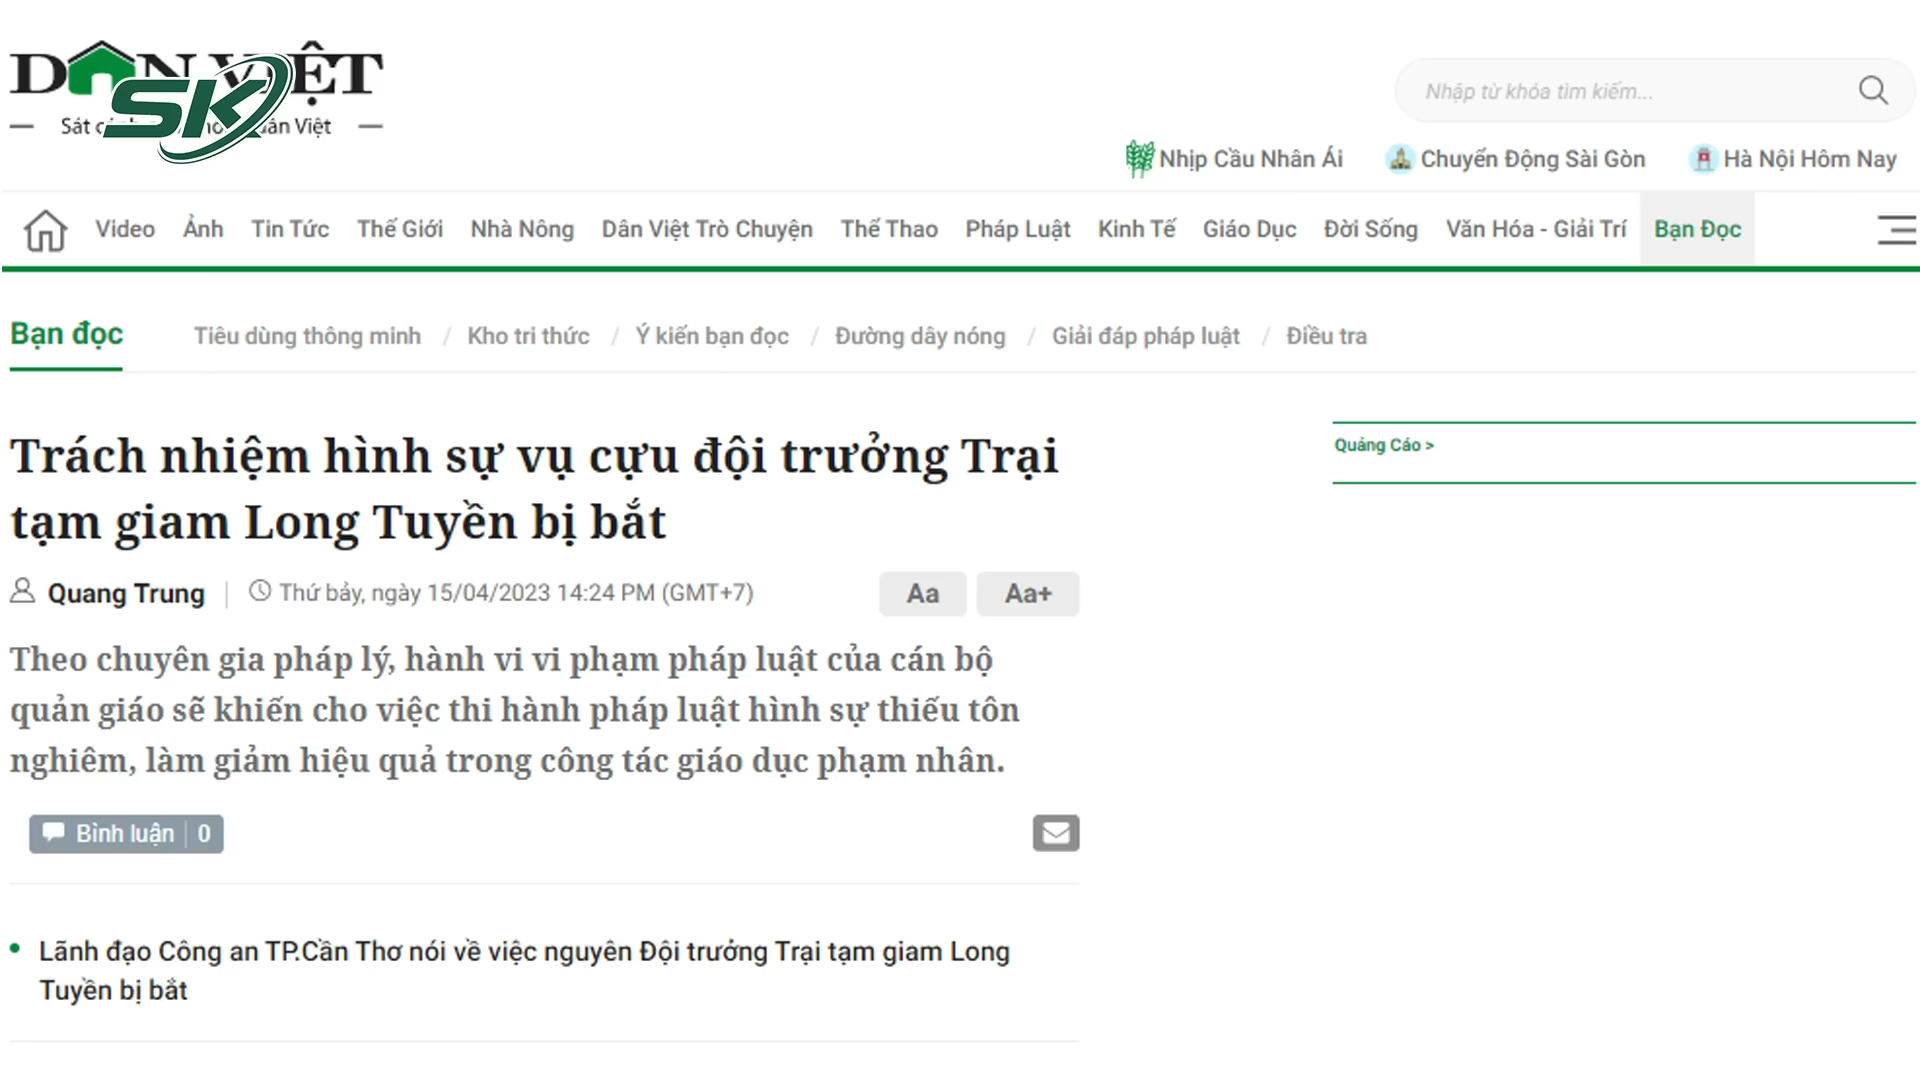 DÂN VIỆT
SK
Sát Việt
Nhập từ khóa tìm kiếm...
Nhịp Cầu Nhân Ái
Chuyển Động Sài Gòn
Hà Nội Hôm Nay
Video Ảnh Tin Tức Thế Giới Nhà Nông Dân Việt Trò Chuyện Thể Thao Pháp Luật Kinh Tế Giáo Dục Đời Sống Văn Hóa - Giải Trí Bạn Đọc
Bạn đọc Tiêu dùng thông minh / Kho tri thức / Ý kiến bạn đọc / Đường dây nóng / Giải đáp pháp luật / Điều tra
Trách nhiệm hình sự vụ cựu đội trưởng Trại
tạm giam Long Tuyền bị bắt
Quảng Cáo >
Quang Trung | Thứ bảy, ngày 15/04/2023 14:24 PM (GMT+7)
Aa Aa+
Theo chuyên gia pháp lý, hành vi vi phạm pháp luật của cán bộ
quản giáo sẽ khiến cho việc thi hành pháp luật hình sự thiếu tôn
nghiêm, làm giảm hiệu quả trong công tác giáo dục phạm nhân.
Bình luận | 0
Lãnh đạo Công an TP.Cần Thơ nói về việc nguyên Đội trưởng Trại tạm giam Long
Tuyền bị bắt